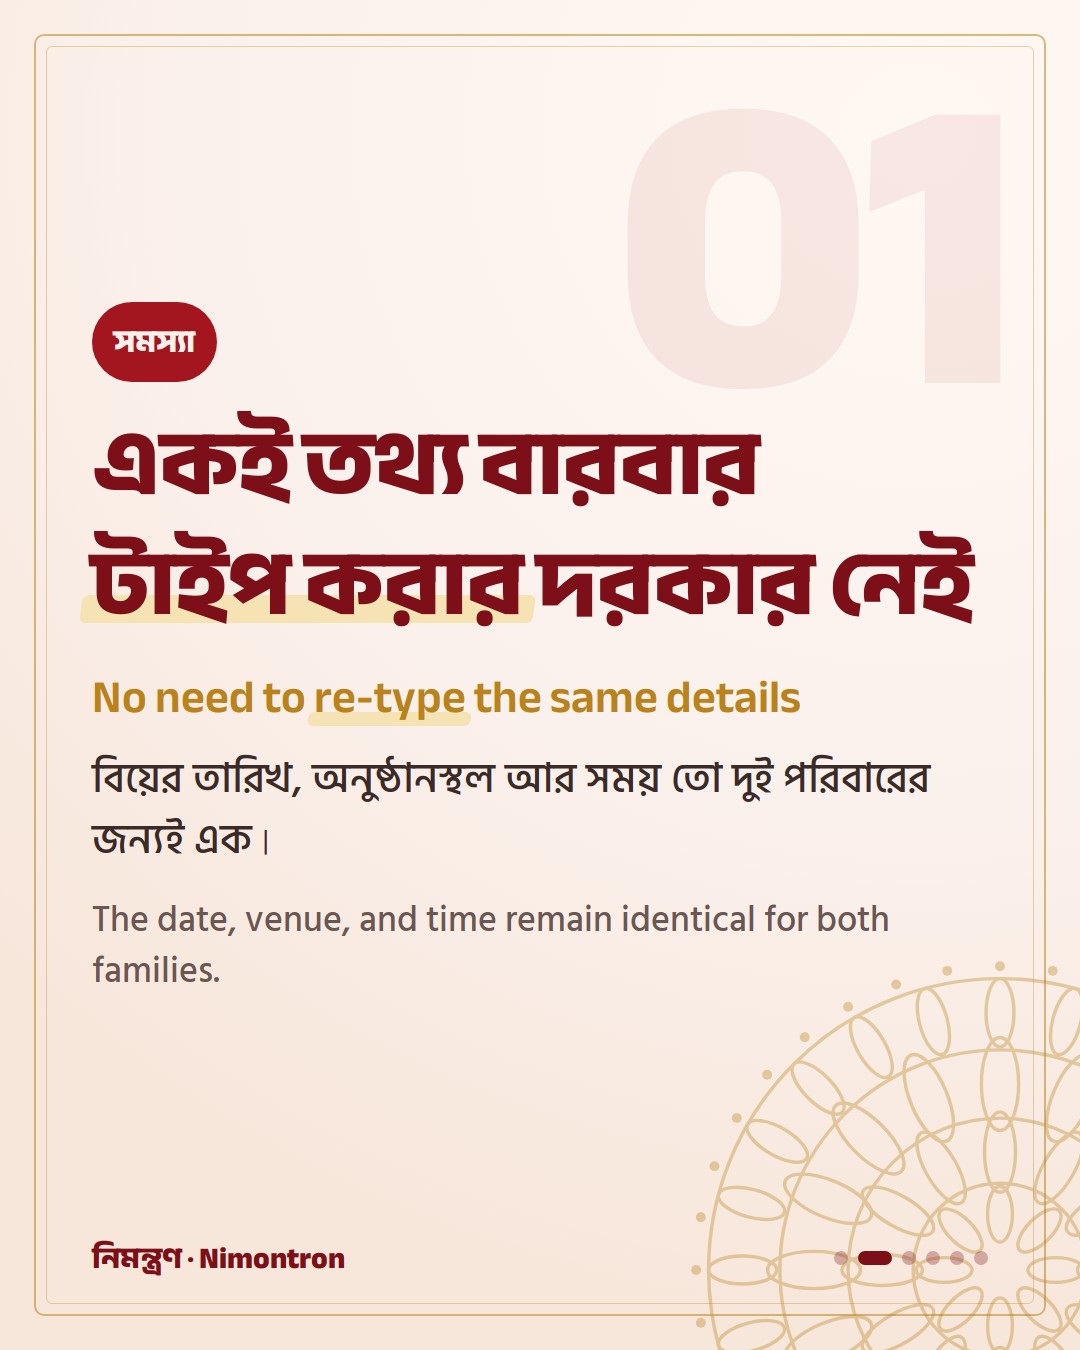 01
সমস্যা
একই তথ্য বারবার
টাইপ করার দরকার নেই
No need to re-type the same details
বিয়ের তারিখ, অনুষ্ঠানস্থল আর সময় তো দুই পরিবারের
জন্যই এক।
The date, venue, and time remain identical for both
families.
নিমন্ত্রণ · Nimontron